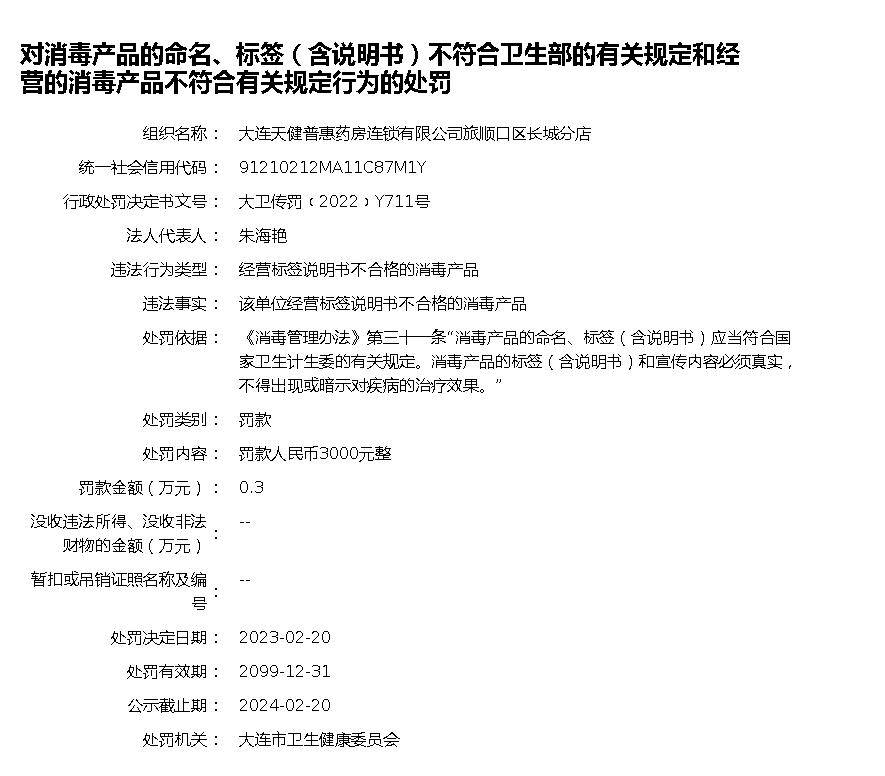 对消毒产品的命名、标签（含说明书）不符合卫生部的有关规定和经
营的消毒产品不符合有关规定行为的处罚
组织名称： 大连天健普惠药房连锁有限公司旅顺口区长城分店
统一社会信用代码： 91210212MA11C87M1Y
行政处罚决定书文号： 大卫传罚﹝2022﹞Y711号
法人代表人： 朱海艳
违法行为类型： 经营标签说明书不合格的消毒产品
违法事实： 该单位经营标签说明书不合格的消毒产品
处罚依据： 《消毒管理办法》第三十一条“消毒产品的命名、标签（含说明书）应当符合国
家卫生计生委的有关规定。消毒产品的标签（含说明书）和宣传内容必须真实，
不得出现或暗示对疾病的治疗效果。”
处罚类别： 罚款
处罚内容： 罚款人民币3000元整
罚款金额（万元）： 0.3
没收违法所得、没收非法
财物的金额（万元）： --
暂扣或吊销证照名称及编
号： --
处罚决定日期： 2023-02-20
处罚有效期： 2099-12-31
公示截止期： 2024-02-20
处罚机关： 大连市卫生健康委员会